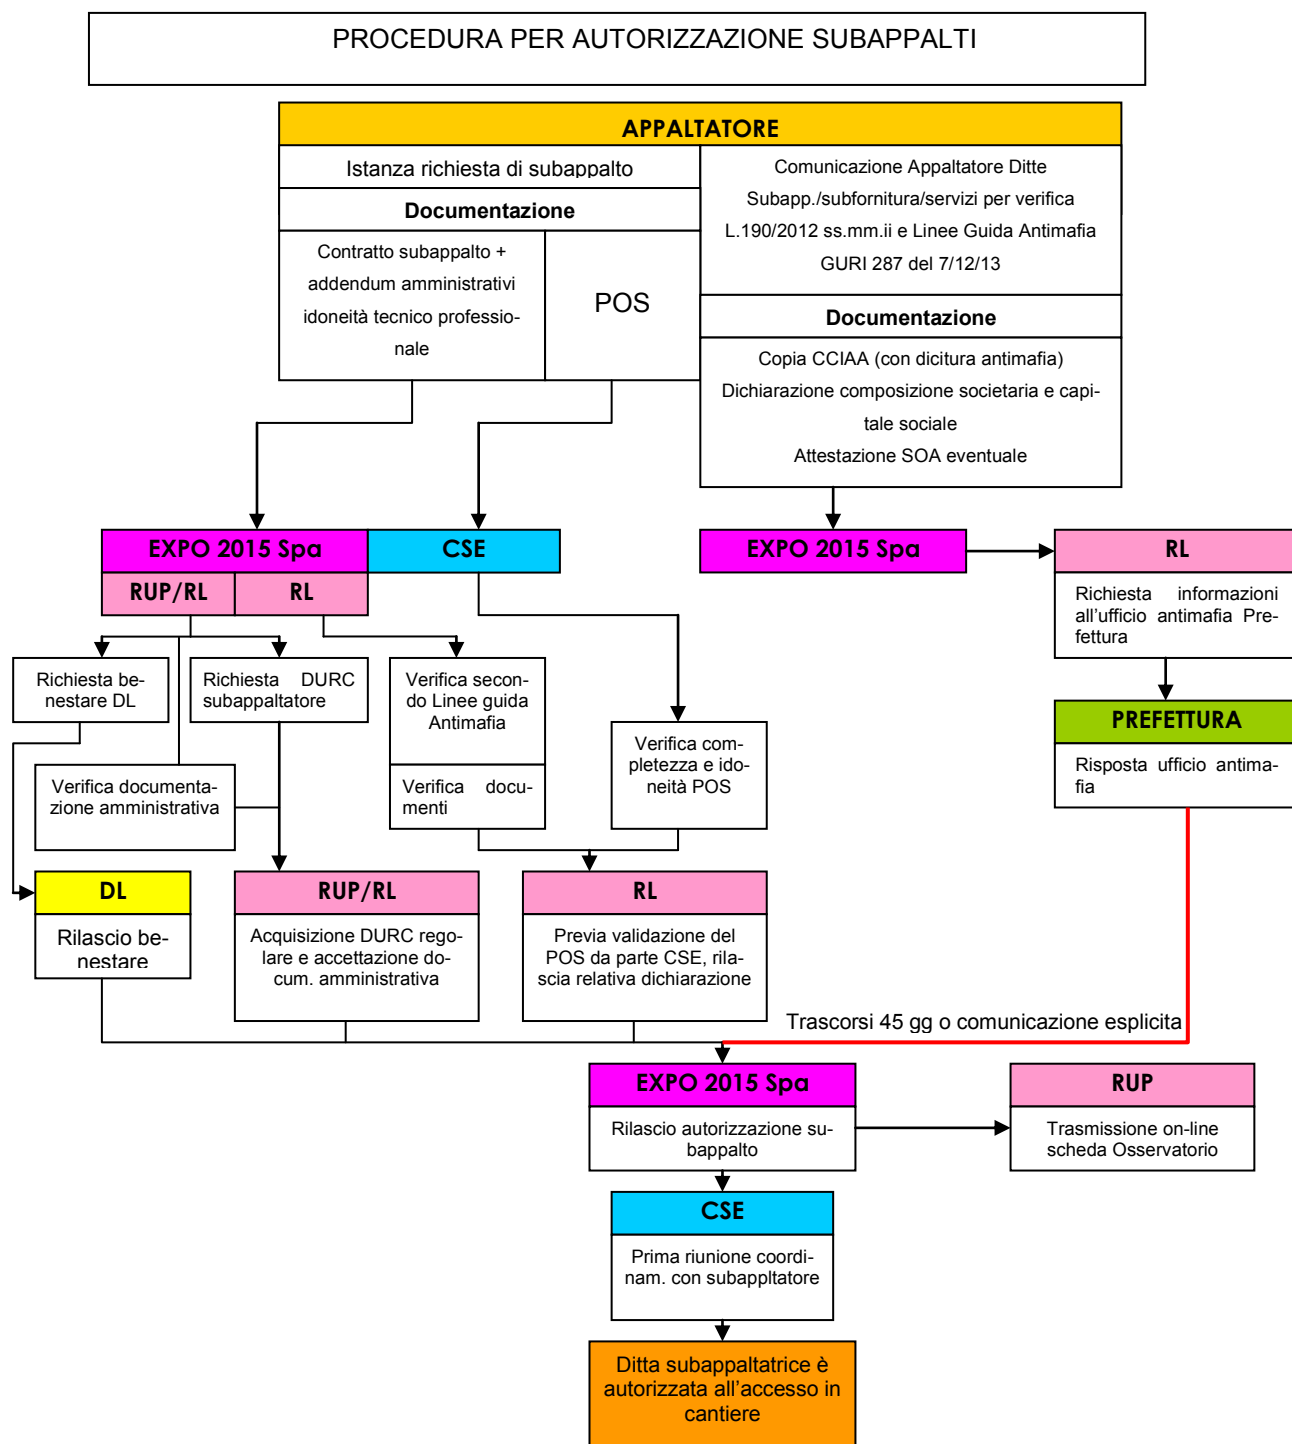 PROCEDURA PER AUTORIZZAZIONE SUBAPPALTI
APPALTATORE
Istanza richiesta di subappalto
Documentazione
Contratto subappalto +
addendum amministrativi
idoneità tecnico professio-
nale
POS
Comunicazione Appaltatore Ditte
Subapp./subfornitura/servizi per verifica
L.190/2012 ss.mm.ii e Linee Guida Antimafia
GURI 287 del 7/12/13
Documentazione
Copia CCIAA (con dicitura antimafia)
Dichiarazione composizione societaria e capi-
tale sociale
Attestazione SOA eventuale
EXPO 2015 Spa
CSE
RUP/RL
RL
EXPO 2015 Spa
RL
Richiesta informazioni
all'ufficio antimafia Pre-
fettura
Richiesta be-
nestare DL
Richiesta DURC
subappaltatore
Verifica secon-
do Linee guida
Antimafia
Verifica com-
pletezza e ido-
neità POS
PREFETTURA
Risposta ufficio antima-
fia
Verifica documenta-
zione amministrativa
Verifica docu-
menti
DL
Rilascio be-
nestare
RUP/RL
Acquisizione DURC rego-
lare e accettazione do-
cum. amministrativa
RL
Previa validazione del
POS da parte CSE, rila-
scia relativa dichiarazione
Trascorsi 45 gg o comunicazione esplicita
EXPO 2015 Spa
Rilascio autorizzazione su-
bappalto
RUP
Trasmissione on-line
scheda Osservatorio
CSE
Prima riunione coordi-
nam. con subappltatore
Ditta subappaltatrice è
autorizzata all'accesso in
cantiere